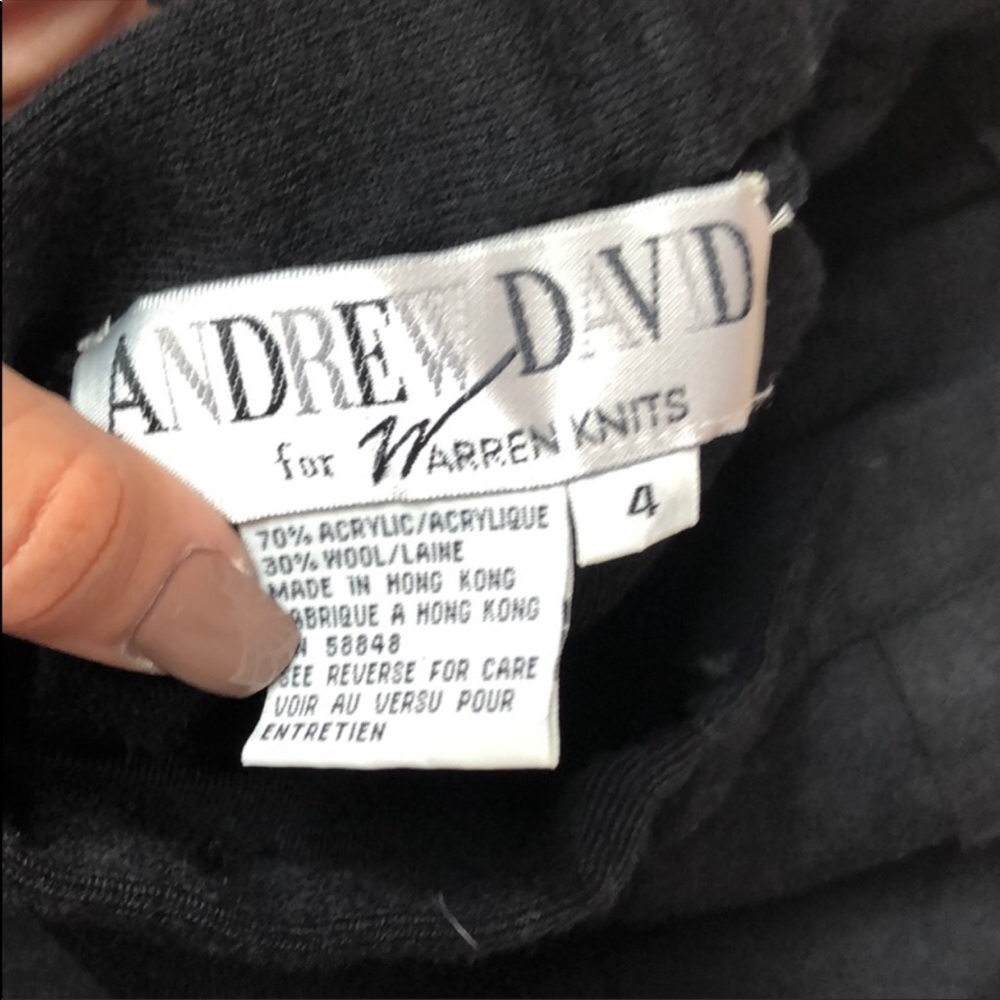 ANDREW DAVID
for WARREN KNITS
4
70% ACRYLIC/ACRYLIQUE
30% WOOL/LAINE
MADE IN HONG KONG
ABRIQUE A HONG KONG
N 58848
SEE REVERSE FOR CARE
VOIR AU VERSU POUR
ENTRETIEN